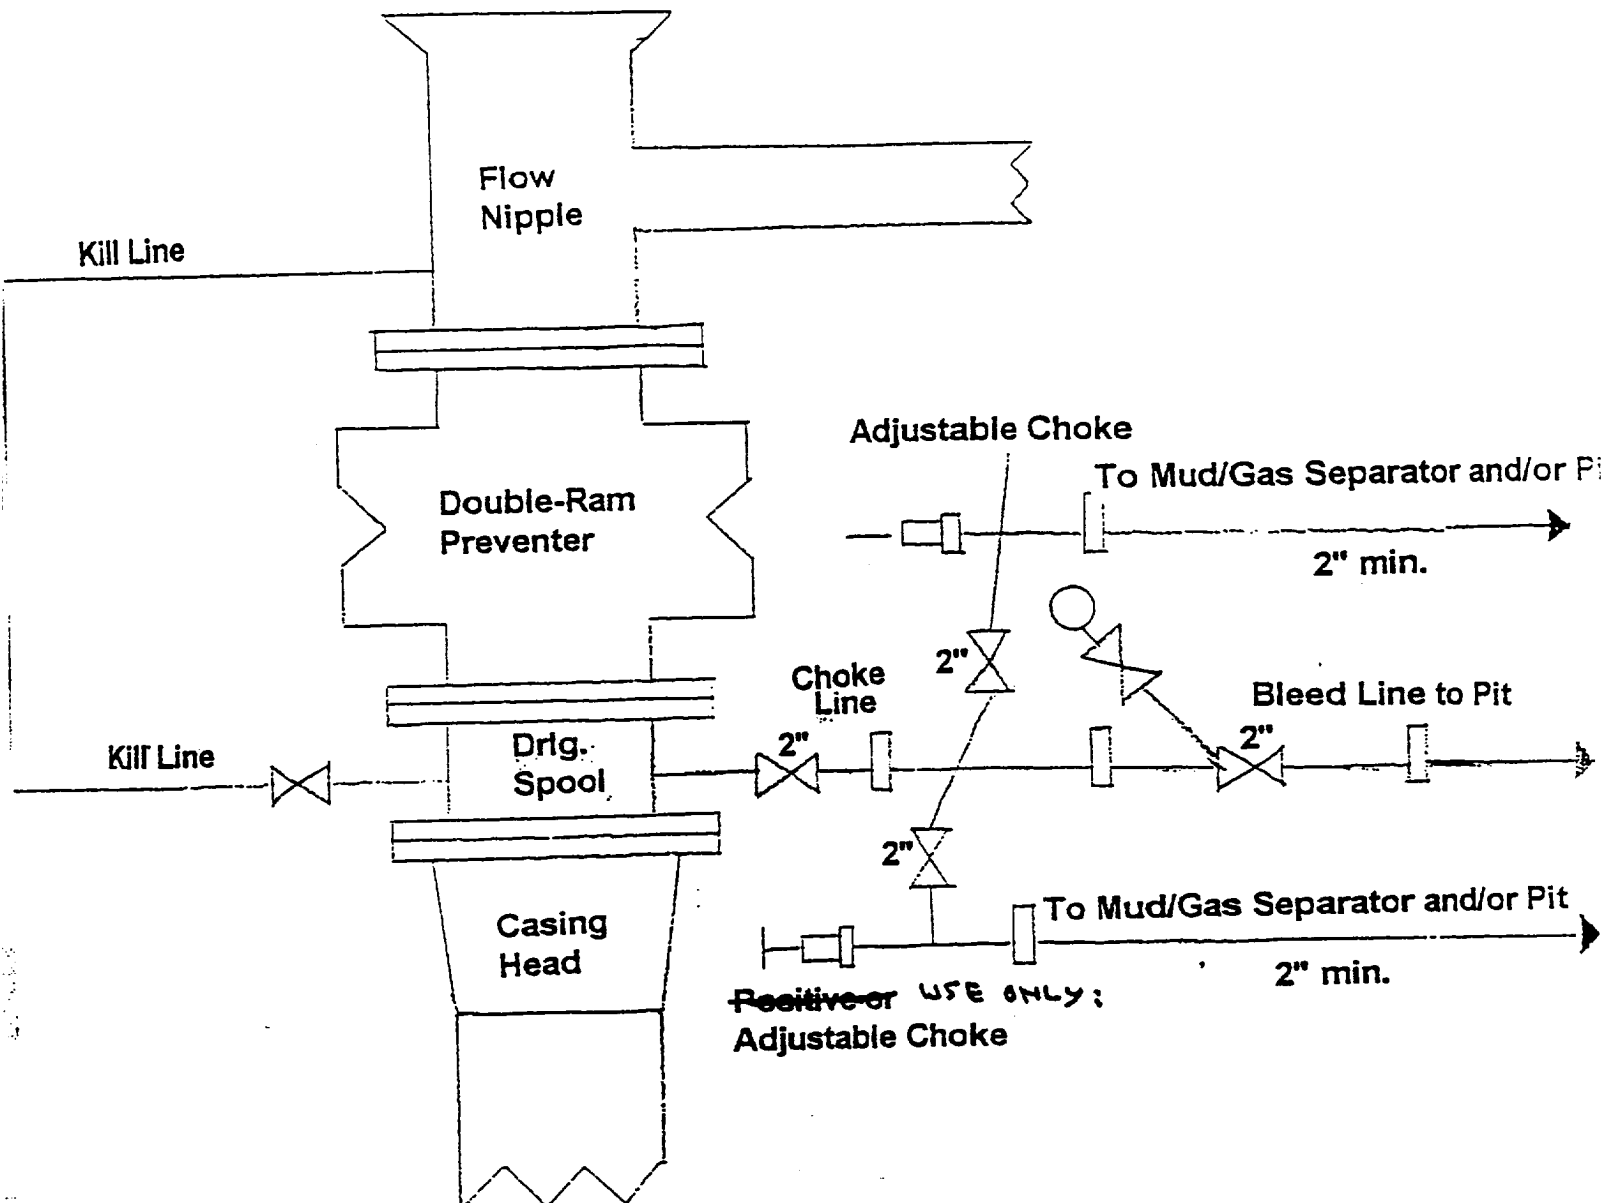 Flow
Nipple
Kill Line
Adjustable Choke
To Mud/Gas Separator and/or Pi
Double-Ram
Preventer
2" min.
2"
Choke
Line
Bleed Line to Pit
Kill Line
Drlg.
Spool
2"
2"
2"
Casing
Head
To Mud/Gas Separator and/or Pit
2" min.
Positive or USE ONLY:
Adjustable Choke